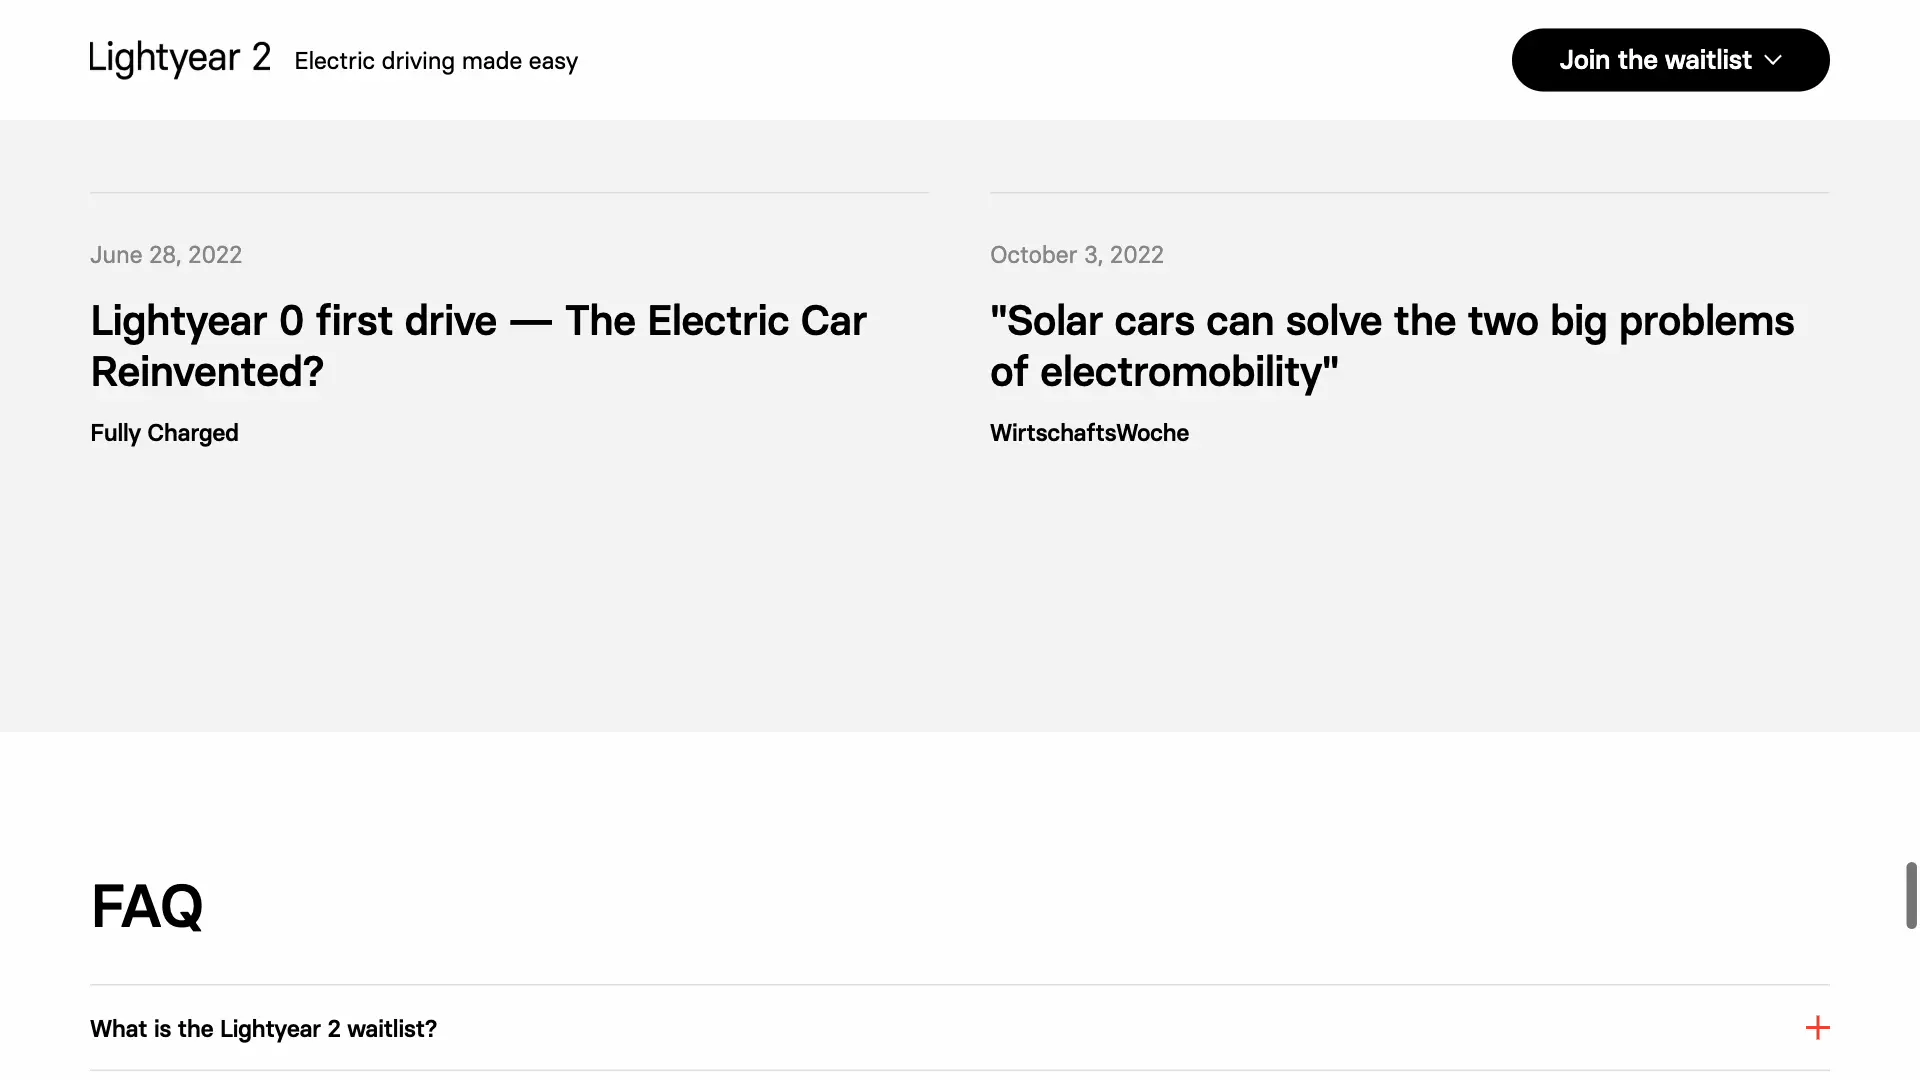 Lightyear 2 Electric driving made easy
Join the waitlist
June 28, 2022
Lightyear 0 first drive — The Electric Car
Reinvented?
Fully Charged
October 3, 2022
"Solar cars can solve the two big problems
of electromobility"
WirtschaftsWoche
FAQ
What is the Lightyear 2 waitlist?